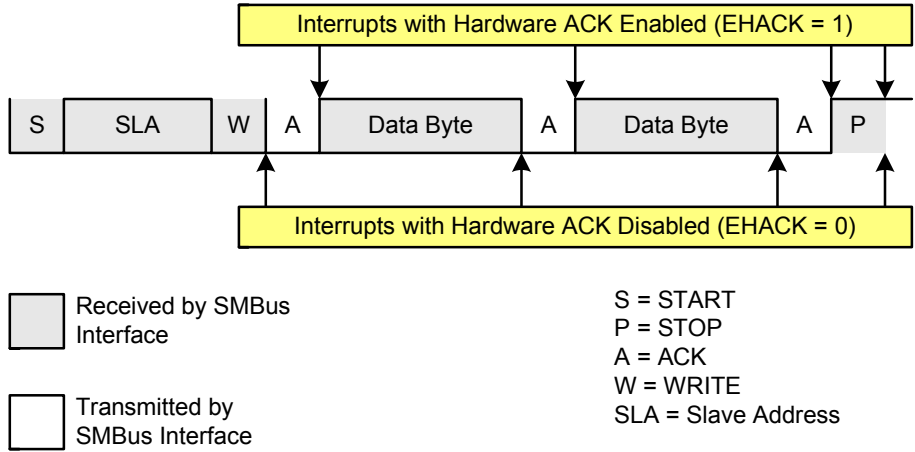 Interrupts with Hardware ACK Enabled (EHACK = 1)
S SLA W A Data Byte A Data Byte A P
Interrupts with Hardware ACK Disabled (EHACK = 0)
Received by SMBus
Interface
Transmitted by
SMBus Interface
S = START
P = STOP
A = ACK
W = WRITE
SLA = Slave Address